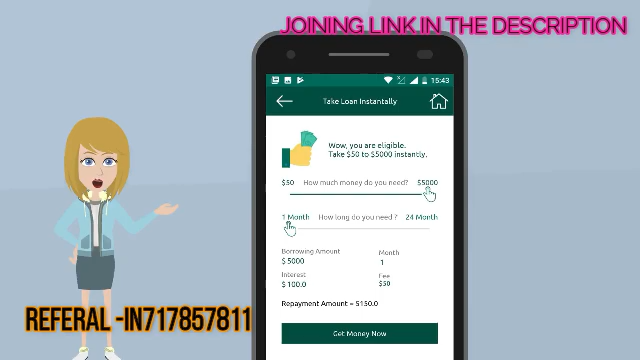 JOINING LINK IN THE DESCRIPTION
15:43
Take Loan Instantally
Wow, you are eligible.
Take $50 to $5000 instantly.
$50 How much money do you need? $5000
1 Month How long do you need ? 24 Month
Borrowing Amount Month
$ 5000 1
Interest Fee
$ 100.0 $50
Repayment Amount = 5150.0
Get Money Now
REFERAL -IN717857811